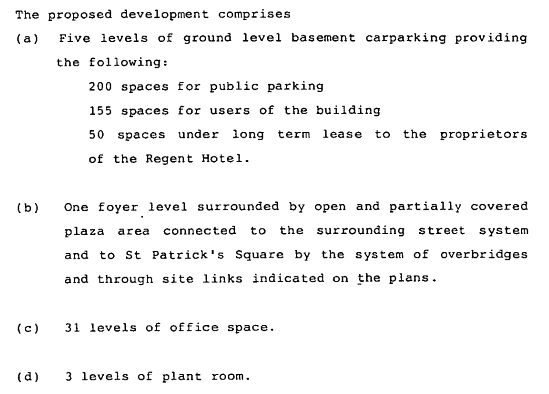 The proposed development comprises
(a) Five levels of ground level basement carparking providing
the following:
200 spaces for public parking
155 spaces for users of the building
50 spaces under long term lease to the proprietors
of the Regent Hotel.
(b) One foyer level surrounded by open and partially covered
plaza area connected to the surrounding street system
and to St Patrick's Square by the system of overbridges
and through site links indicated on the plans.
(c) 31 levels of office space.
(d) 3 levels of plant room.